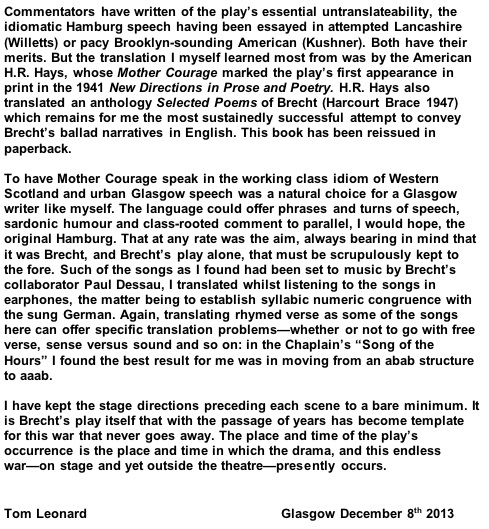 Commentators have written of the play's essential untranslateability, the
idiomatic Hamburg speech having been essayed in attempted Lancashire
(Willetts) or pacy Brooklyn-sounding American (Kushner). Both have their
merits. But the translation I myself learned most from was by the American
H.R. Hays, whose Mother Courage marked the play's first appearance in
print in the 1941 New Directions in Prose and Poetry. H.R. Hays also
translated an anthology Selected Poems of Brecht (Harcourt Brace 1947)
which remains for me the most sustainedly successful attempt to convey
Brecht's ballad narratives in English. This book has been reissued in
paperback.

To have Mother Courage speak in the working class idiom of Western
Scotland and urban Glasgow speech was a natural choice for a Glasgow
writer like myself. The language could offer phrases and turns of speech,
sardonic humour and class-rooted comment to parallel, I would hope, the
original Hamburg. That at any rate was the aim, always bearing in mind that
it was Brecht, and Brecht's play alone, that must be scrupulously kept to
the fore. Such of the songs as I found had been set to music by Brecht's
collaborator Paul Dessau, I translated whilst listening to the songs in
earphones, the matter being to establish syllabic numeric congruence with
the sung German. Again, translating rhymed verse as some of the songs
here can offer specific translation problems—whether or not to go with free
verse, sense versus sound and so on: in the Chaplain's “Song of the
Hours” I found the best result for me was in moving from an abab structure
to aaab.

I have kept the stage directions preceding each scene to a bare minimum. It
is Brecht's play itself that with the passage of years has become template
for this war that never goes away. The place and time of the play's
occurrence is the place and time in which the drama, and this endless
war—on stage and yet outside the theatre—presently occurs.

Tom Leonard Glasgow December 8th 2013